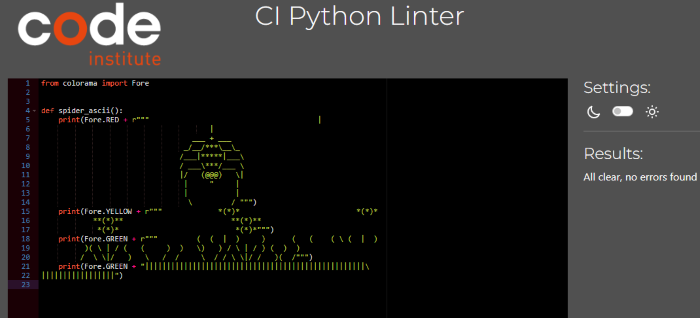 code
institute
CI Python Linter
1 from colorama import Fore
2
3
4 def spider_ascii():
5     print(Fore.RED + r"""                                       |
6                                       |
7                                   ___ + ___
8                                 _/__/***\__\_
9                                /___|*****|___\
10                               / ___\***/___ \
11                               |/   (@@@)   \|
12                                |     "     |
13                                |           |
14                                 \        / """)
15     print(Fore.YELLOW + r"""             *(*)*                           *(*)*
16             **(*)**                         **(*)**
17              *(*)*                           *(*)*""")
18     print(Fore.GREEN + r"""         (  (  |  )     )      (   (    ( \ (  |  )
19           )( \ | / (   (     )  )   \)   ) / \ | / ) (  )  )
20          /  \ \|/   )   \   /  /     \  / / \ \|/ /   )(  /""")
21     print(Fore.GREEN + "||||||||||||||||||||||||||||||||||||||||||||||||||||\
22 |||||||||||||||||")
23
Settings:
Results:
All clear, no errors found